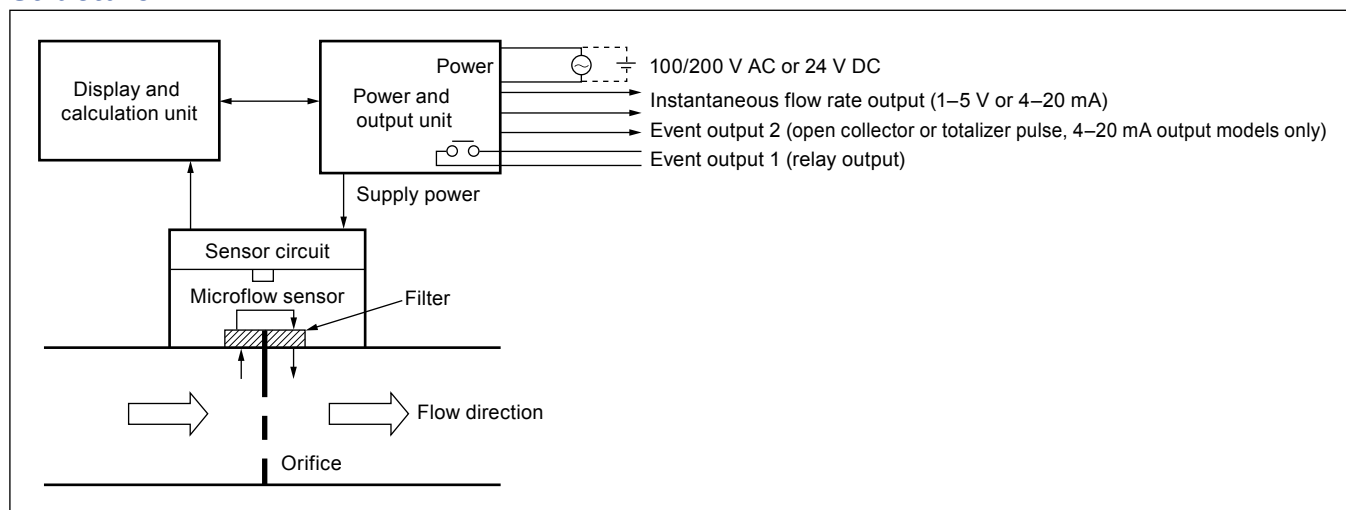 Display and
calculation unit
Power
Power and
output unit
100/200 V AC or 24 V DC
Instantaneous flow rate output (1–5 V or 4–20 mA)
Event output 2 (open collector or totalizer pulse, 4–20 mA output models only)
Event output 1 (relay output)
Supply power
Sensor circuit
Microflow sensor
Filter
Flow direction
Orifice